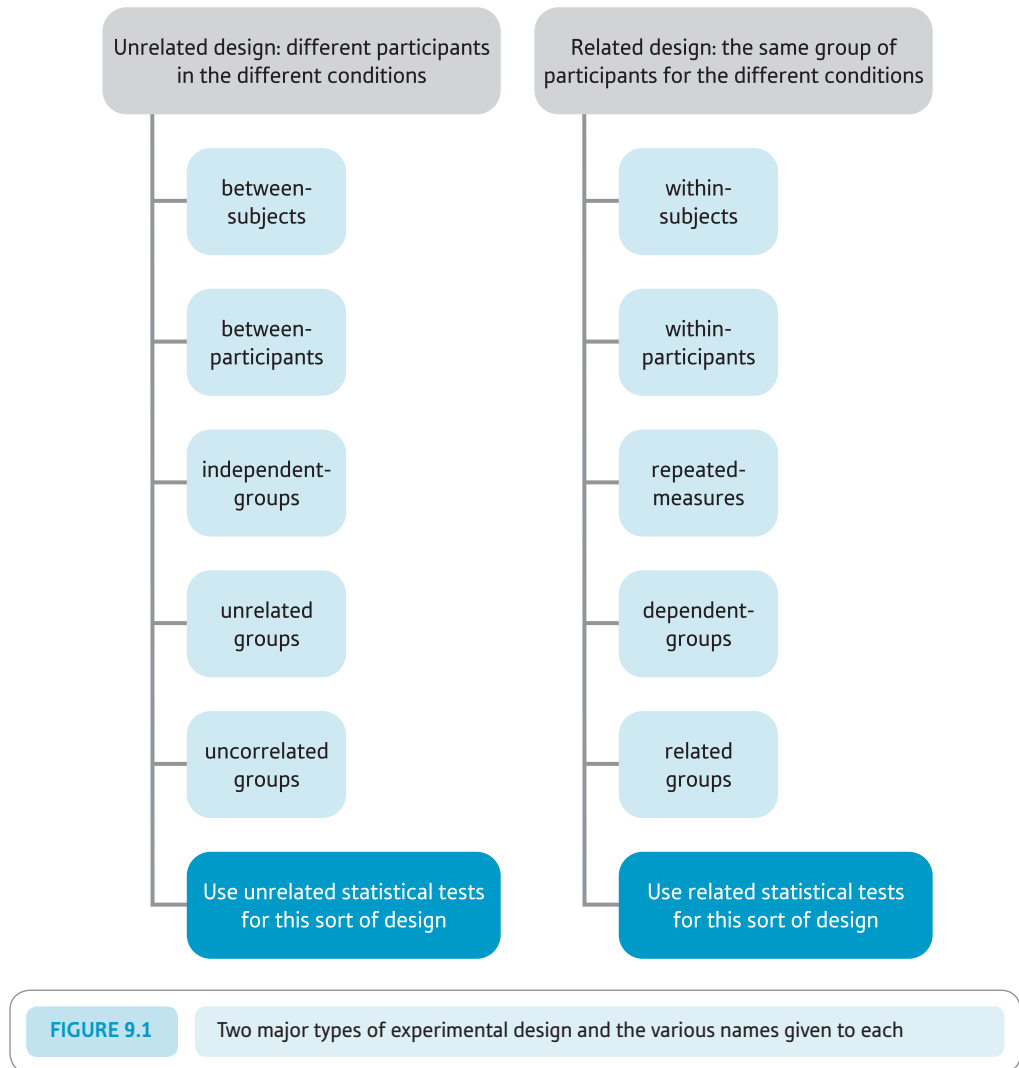 Unrelated design: different participants
in the different conditions
between-
subjects
between-
participants
independent-
groups
unrelated
groups
uncorrelated
groups
Use unrelated statistical tests
for this sort of design
Related design: the same group of
participants for the different conditions
within-
subjects
within-
participants
repeated-
measures
dependent-
groups
related
groups
Use related statistical tests
for this sort of design
FIGURE 9.1
Two major types of experimental design and the various names given to each